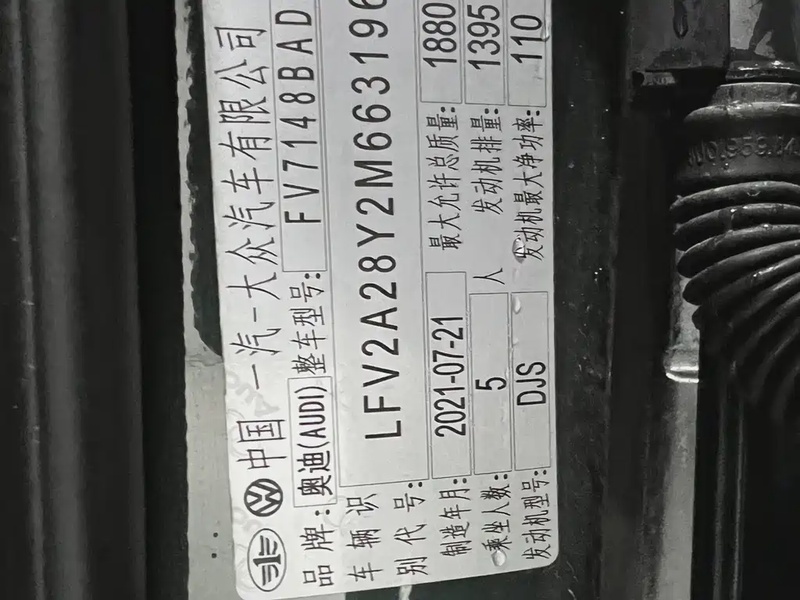 中国 一汽-大众汽车有限公司
品牌: 奥迪(AUDI) 整车型号: FV7148BAD
车辆识别代号: LFV2A28Y2M663196
制造年月: 2021-07-21 最大允许总质量: 1880
乘坐人数: 5 人 发动机排量: 1395
发动机型号: DJS 发动机最大净功率: 110